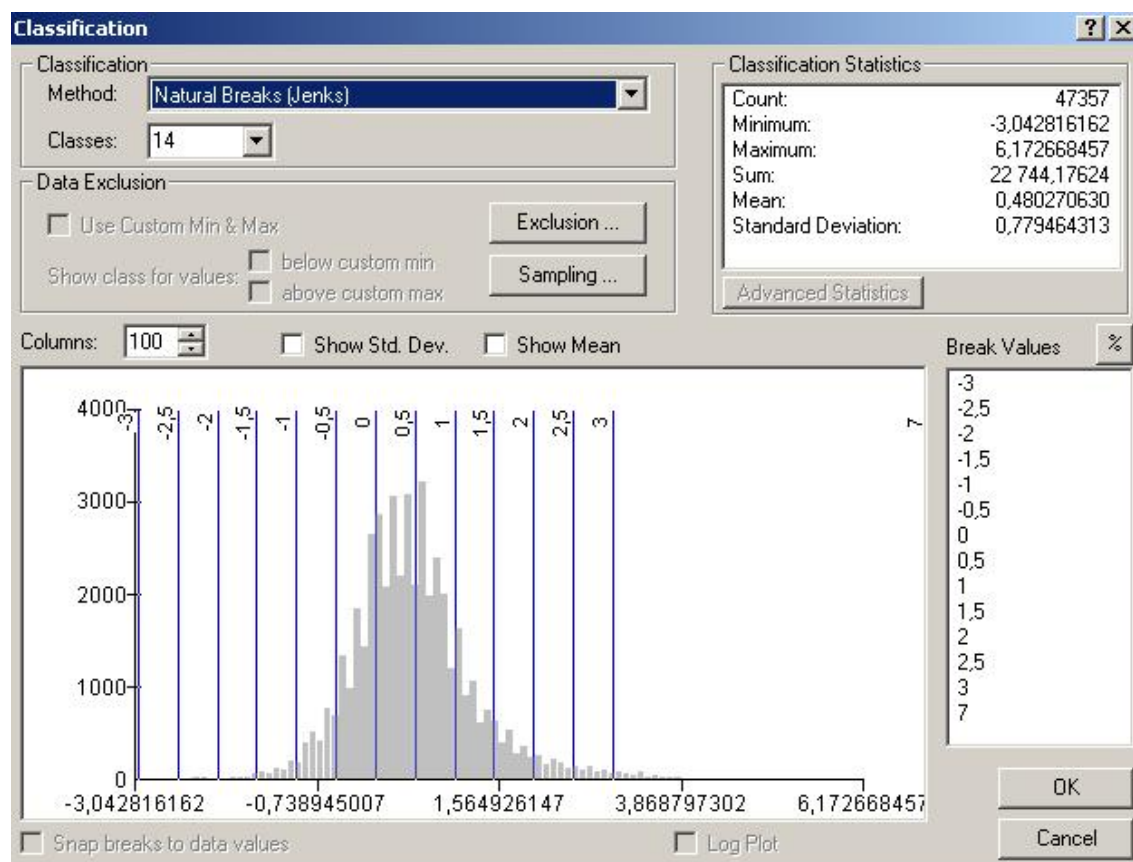 Classification
Classification
Method: Natural Breaks (Jenks)
Classes: 14
Data Exclusion
Use Custom Min & Max
Exclusion ...
Show class for values:
below custom min
above custom max
Sampling ...
Classification Statistics
Count: 47357
Minimum: -3,042816162
Maximum: 6,172668457
Sum: 22 744,17624
Mean: 0,480270630
Standard Deviation: 0,779464313
Advanced Statistics
Columns: 100 Show Std. Dev. Show Mean
Break Values %
-3
-2,5
-2
-1,5
-1
-0,5
0
0,5
1
1,5
2
2,5
3
7
-3 -2,5 -2 -1,5 -1 -0,5 0 0,5 1 1,5 2 2,5 3 7
4000
3000
2000
1000
0
-3,042816162 -0,738945007 1,564926147 3,868797302 6,172668457
OK
Snap breaks to data values Log Plot
Cancel